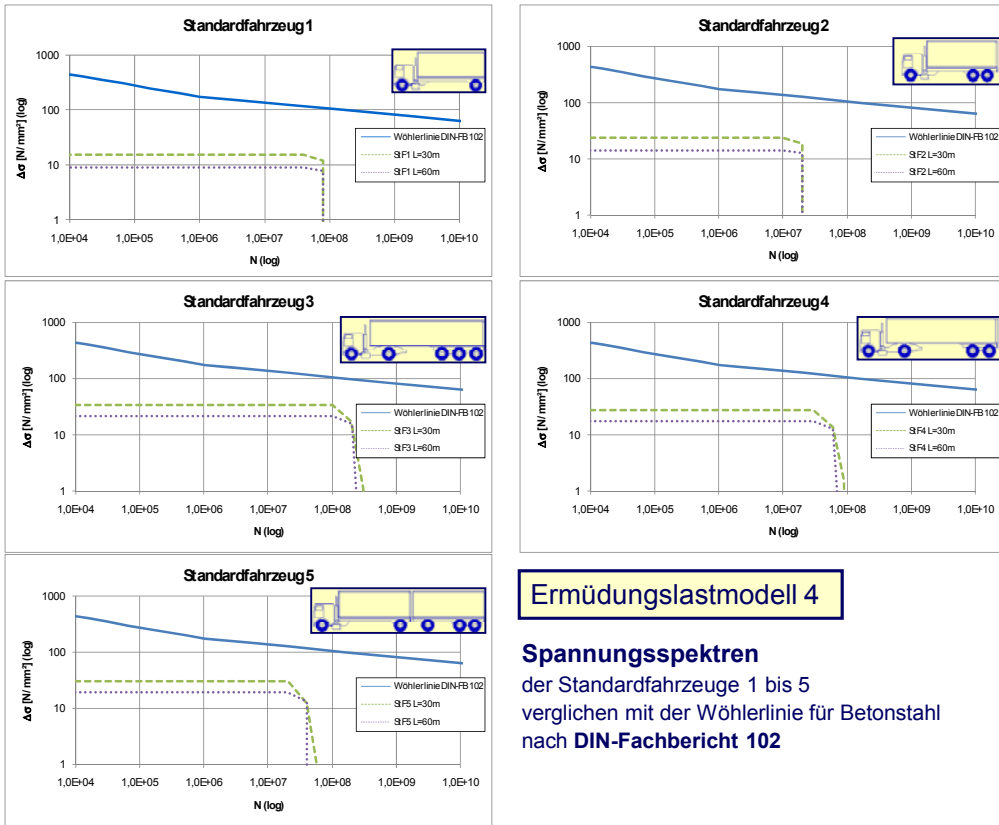 Standardfahrzeug 1
1000
100
10
1
Δσ [N/mm²] (log)
1,0E+04 1,0E+05 1,0E+06 1,0E+07 1,0E+08 1,0E+09 1,0E+10
N (log)
Wöhlerlinie DIN-FB 102
StF1 L=30m
StF1 L=60m
Standardfahrzeug 2
1000
100
10
1
Δσ [N/mm²] (log)
1,0E+04 1,0E+05 1,0E+06 1,0E+07 1,0E+08 1,0E+09 1,0E+10
N (log)
Wöhlerlinie DIN-FB 102
StF2 L=30m
StF2 L=60m
Standardfahrzeug 3
1000
100
10
1
Δσ [N/mm²] (log)
1,0E+04 1,0E+05 1,0E+06 1,0E+07 1,0E+08 1,0E+09 1,0E+10
N (log)
Wöhlerlinie DIN-FB 102
StF3 L=30m
StF3 L=60m
Standardfahrzeug 4
1000
100
10
1
Δσ [N/mm²] (log)
1,0E+04 1,0E+05 1,0E+06 1,0E+07 1,0E+08 1,0E+09 1,0E+10
N (log)
Wöhlerlinie DIN-FB 102
StF4 L=30m
StF4 L=60m
Standardfahrzeug 5
1000
100
10
1
Δσ [N/mm²] (log)
1,0E+04 1,0E+05 1,0E+06 1,0E+07 1,0E+08 1,0E+09 1,0E+10
N (log)
Wöhlerlinie DIN-FB 102
StF5 L=30m
StF5 L=60m
Ermüdungslastmodell 4
Spannungsspektren
der Standardfahrzeuge 1 bis 5
verglichen mit der Wöhlerlinie für Betonstahl
nach DIN-Fachbericht 102